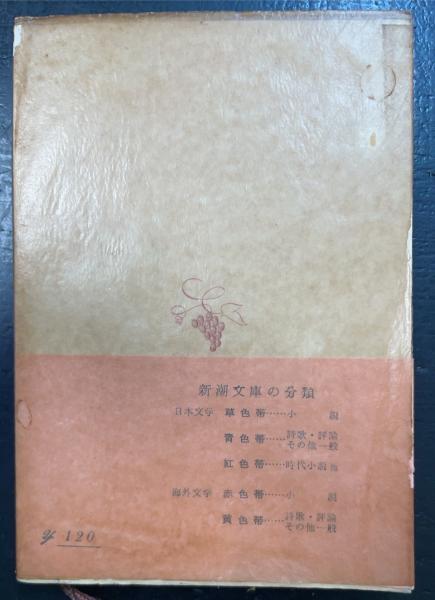 新潮文庫の分類
日本文学 草色帯……小説
青色帯……詩歌・評論
その他一般
紅色帯……時代小説他
海外文学 赤色帯……小説
黄色帯……詩歌・評論
その他一般
¥ 120